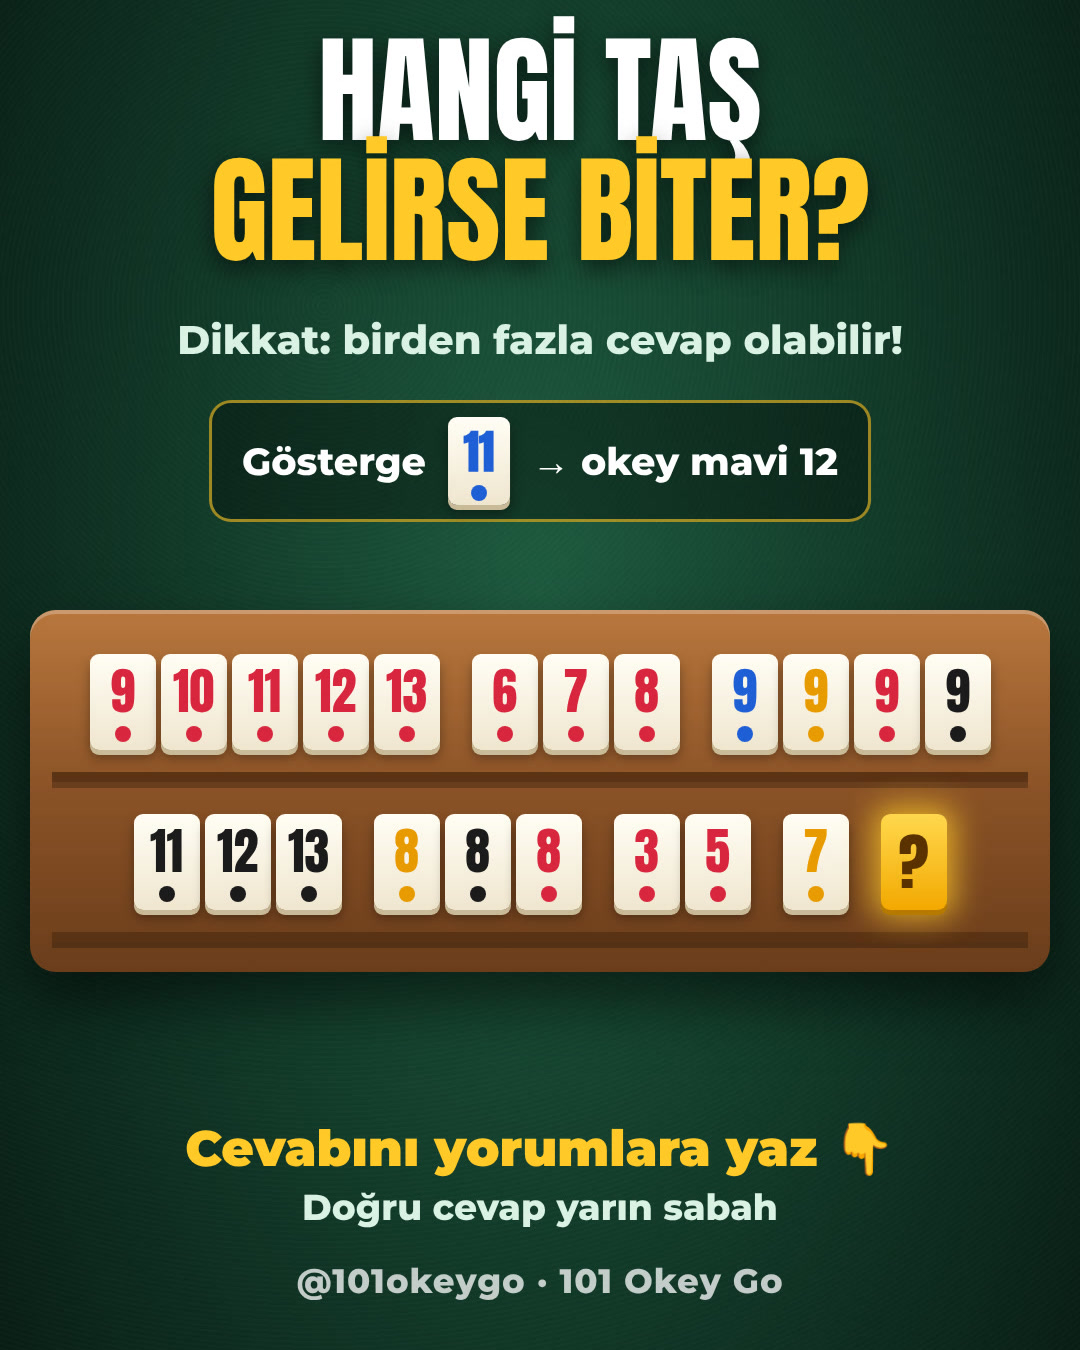 HANGİ TAŞ
GELİRSE BİTER?
Dikkat: birden fazla cevap olabilir!
Gösterge 11 → okey mavi 12
9 10 11 12 13 6 7 8 9 9 9 9
11 12 13 8 8 8 3 5 7 ?
Cevabını yorumlara yaz 👇
Doğru cevap yarın sabah
@101okeygo · 101 Okey Go